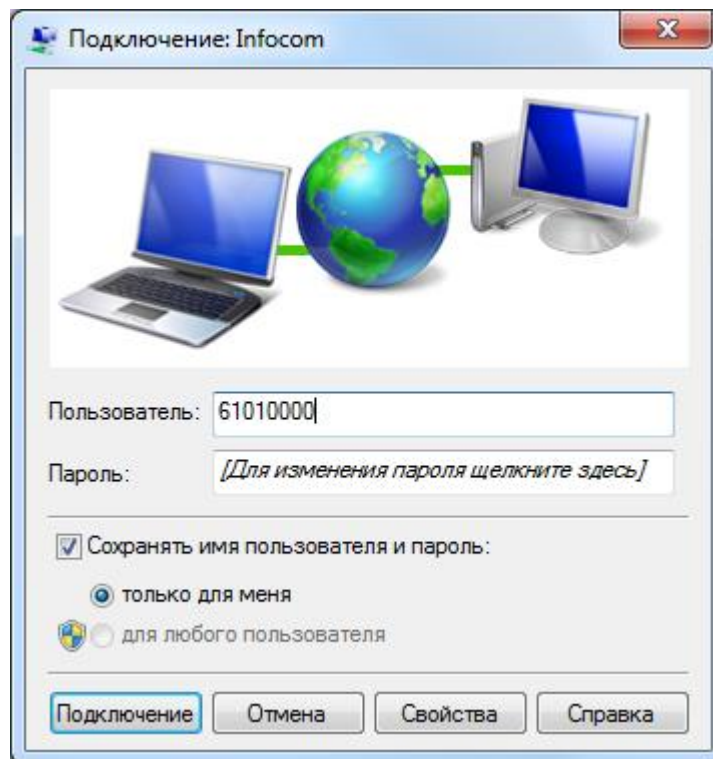 Подключение: Infocom
Пользователь: 61010000
Пароль: [Для изменения пароля щелкните здесь]
Сохранять имя пользователя и пароль:
только для меня
для любого пользователя
Подключение Отмена Свойства Справка